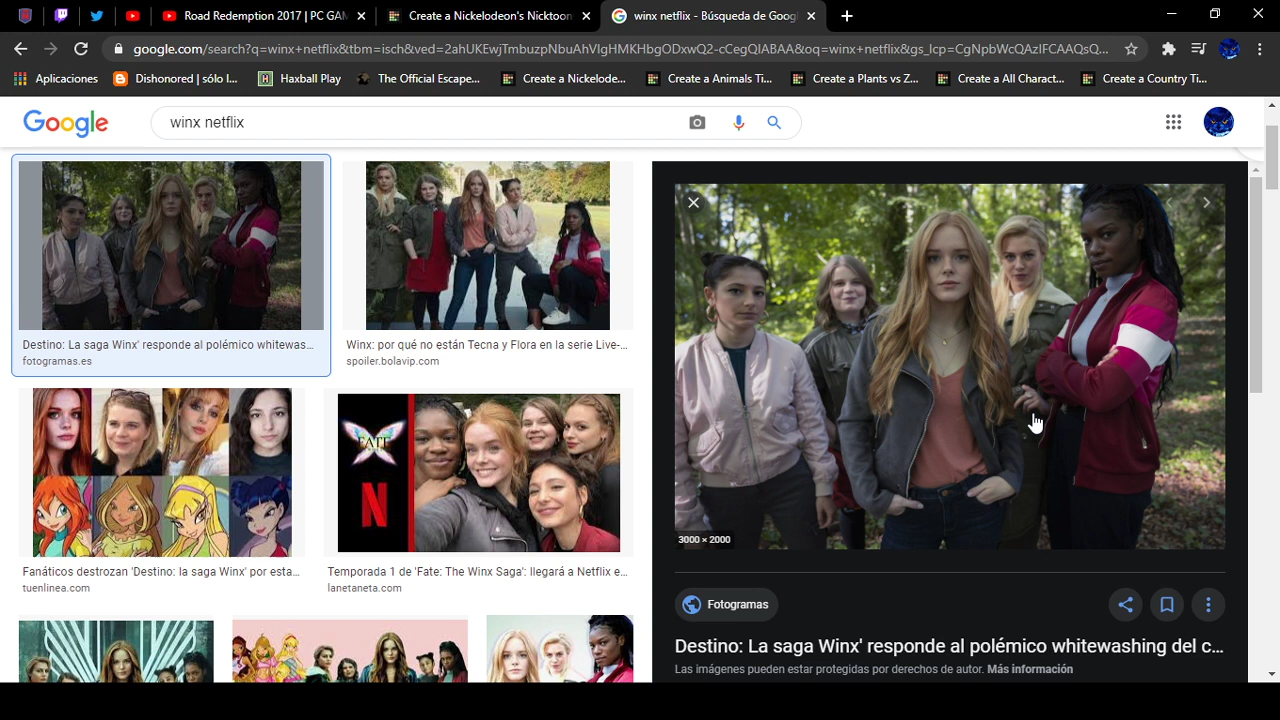 Road Redemption 2017 | PC GAM
Create a Nickelodeon's Nicktoon
winx netflix - Búsqueda de Goog
google.com/search?q=winx+netflix&tbm=isch&ved=2ahUKEwjTmbuzpNbuAhVIgHMKHbgODxwQ2-cCegQIABAA&oq=winx+netflix&gs_lcp=CgNpbWcQAzIFCAAQsQ...
Aplicaciones Dishonored | sólo l... Haxball Play The Official Escape... Create a Nickelode... Create a Animals Ti... Create a Plants vs Z... Create a All Charact... Create a Country Ti...
Google
winx netflix
Destino: La saga Winx' responde al polémico whitewas...
fotogramas.es
Winx: por qué no están Tecna y Flora en la serie Live-...
spoiler.bolavip.com
FATE
N
Fanáticos destrozan 'Destino: la saga Winx' por esta...
tuenlinea.com
Temporada 1 de 'Fate: The Winx Saga': llegará a Netflix e...
lanetaneta.com
3000 × 2000
Fotogramas
Destino: La saga Winx' responde al polémico whitewashing del c...
Las imágenes pueden estar protegidas por derechos de autor. Más información